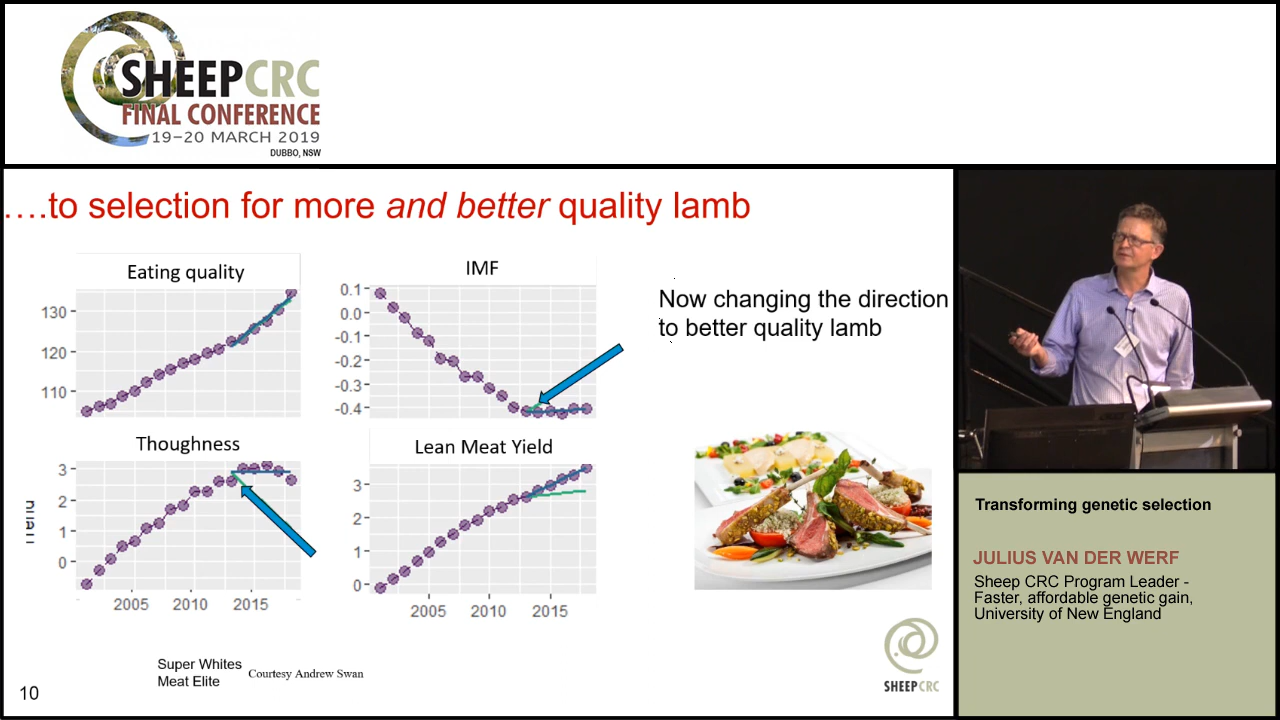 SHEEPCRC
FINAL CONFERENCE
19–20 MARCH 2019
DUBBO, NSW
….to selection for more and better quality lamb
Eating quality
130
120
110
IMF
0.1
0.0
-0.1
-0.2
-0.3
-0.4
Now changing the direction
to better quality lamb
Thoughness
3
2
1
0
2005 2010 2015
Lean Meat Yield
3
2
1
0
2005 2010 2015
Super Whites
Meat Elite
Courtesy Andrew Swan
10
SHEEPCRC
Transforming genetic selection
JULIUS VAN DER WERF
Sheep CRC Program Leader -
Faster, affordable genetic gain,
University of New England